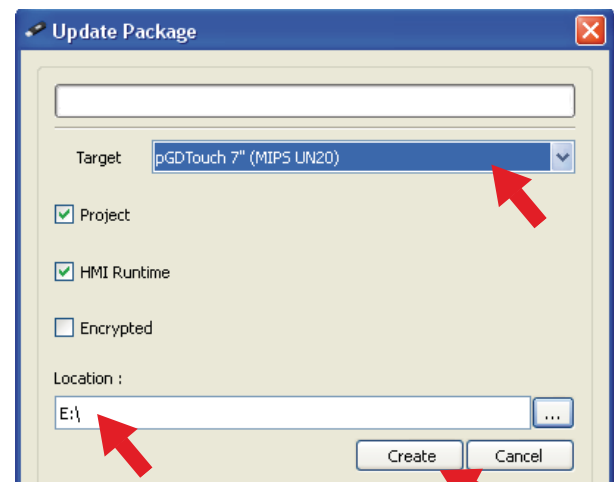 Update Package
Target pGDTouch 7" (MIPS UN20)
Project
HMI Runtime
Encrypted
Location :
E:\ ...
Create Cancel